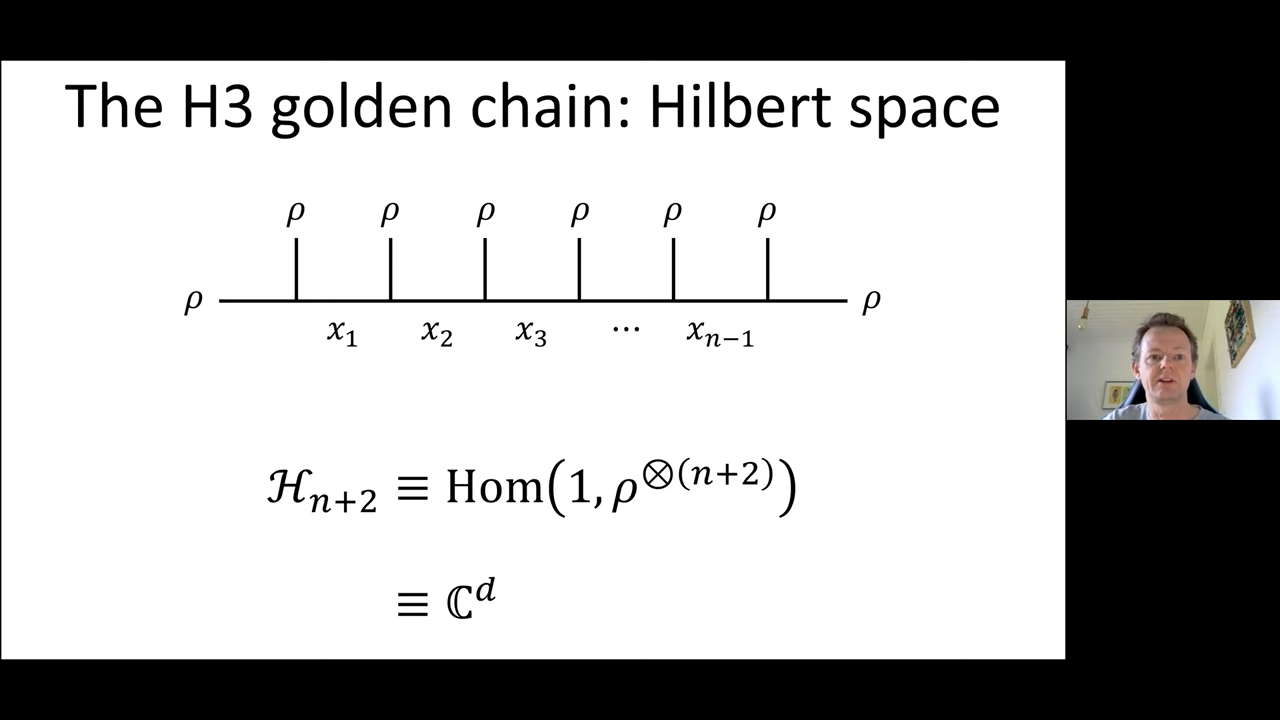 The H3 golden chain: Hilbert space
ρ ρ ρ ρ ρ ρ
ρ ρ
x₁ x₂ x₃ ⋯ xₙ₋₁
ℋₙ₊₂ ≡ Hom(1, ρ^⊗(n+2))
≡ ℂ^d